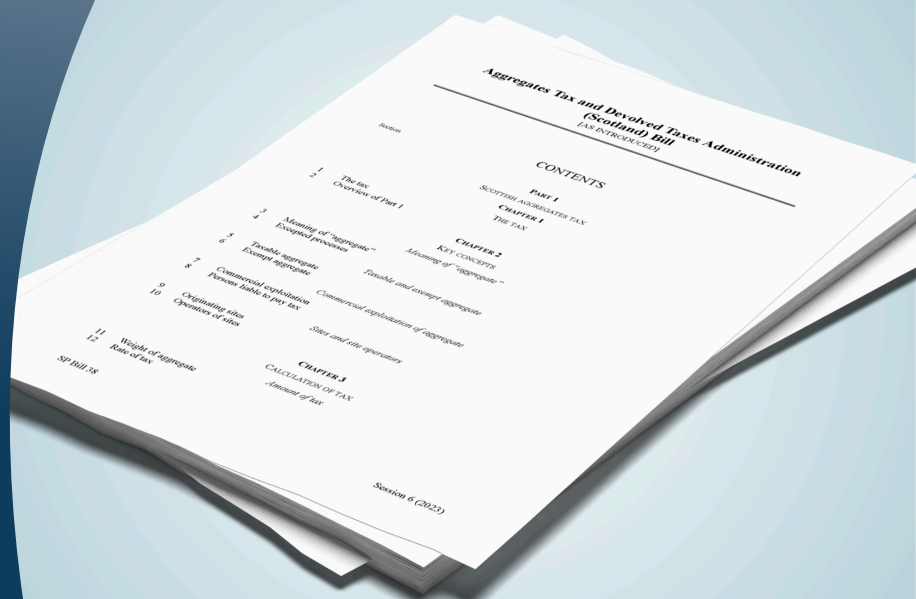 Aggregates Tax and Devolved Taxes Administration
(Scotland) Bill
[AS INTRODUCED]
CONTENTS
Section
PART 1
SCOTTISH AGGREGATES TAX
CHAPTER 1
THE TAX
1 The tax
2 Overview of Part 1
CHAPTER 2
KEY CONCEPTS
Meaning of “aggregate”
3 Meaning of “aggregate”
4 Excepted processes
Taxable and exempt aggregate
5 Taxable aggregate
6 Exempt aggregate
Commercial exploitation of aggregate
7 Commercial exploitation
8 Persons liable to pay tax
Sites and site operators
9 Originating sites
10 Operators of sites
CHAPTER 3
CALCULATION OF TAX
Amount of tax
11 Weight of aggregate
12 Rate of tax
SP Bill 38
Session 6 (2023)